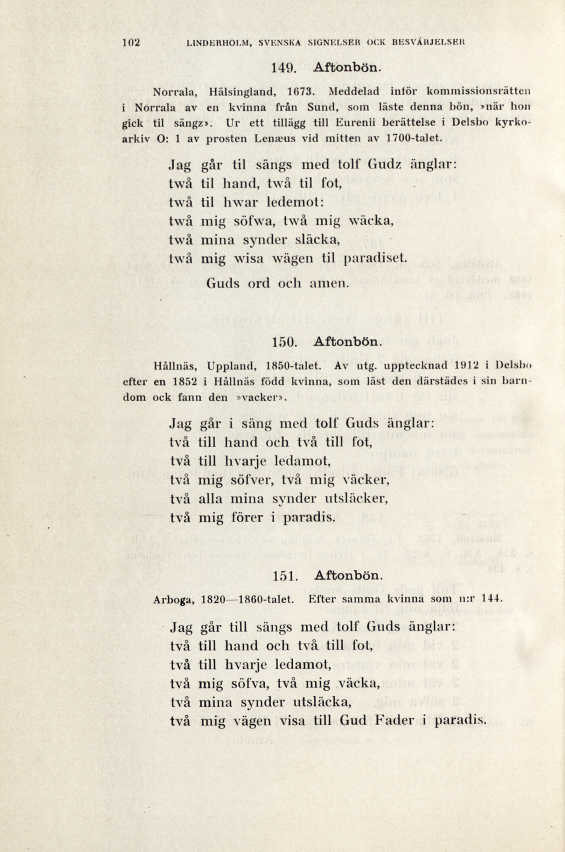 102 LINDERHOLM, SVENSKA SIGNELSER OCK BESVÄRJELSER
149. Aftonbön.
Norrala, Hälsingland, 1673. Meddelad inför kommissionsrätten
i Norrala av en kvinna från Sund, som läste denna bön, »när hon
gick til sängz». Ur ett tillägg till Eurenii berättelse i Delsbo kyrko-
arkiv O: 1 av prosten Lenæus vid mitten av 1700-talet.
Jag går til sängs med tolf Gudz änglar:
twå til hand, twå til fot,
twå til hwar ledemot:
twå mig söfwa, twå mig wäcka,
twå mina synder släcka,
twå mig wisa wägen til paradiset.
Guds ord och amen.
150. Aftonbön.
Hållnäs, Uppland, 1850-talet. Av utg. upptecknad 1912 i Delsbo
efter en 1852 i Hållnäs född kvinna, som läst den därstädes i sin barn-
dom ock fann den »vacker».
Jag går i säng med tolf Guds änglar:
två till hand och två till fot,
två till hvarje ledamot,
två mig söfver, två mig väcker,
två alla mina synder utsläcker,
två mig förer i paradis.
151. Aftonbön.
Arboga, 1820—1860-talet. Efter samma kvinna som n:r 144.
Jag går till sängs med tolf Guds änglar:
två till hand och två till fot,
två till hvarje ledamot,
två mig söfva, två mig väcka,
två mina synder utsläcka,
två mig vägen visa till Gud Fader i paradis.